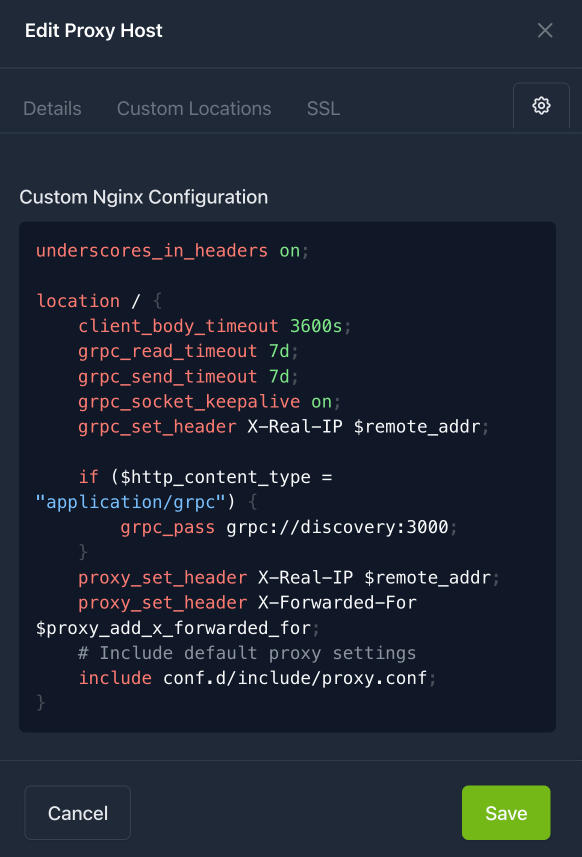 Edit Proxy Host
Details Custom Locations SSL
Custom Nginx Configuration
underscores_in_headers on;
location / {
client_body_timeout 3600s;
grpc_read_timeout 7d;
grpc_send_timeout 7d;
grpc_socket_keepalive on;
grpc_set_header X-Real-IP $remote_addr;
if ($http_content_type =
"application/grpc") {
grpc_pass grpc://discovery:3000;
}
proxy_set_header X-Real-IP $remote_addr;
proxy_set_header X-Forwarded-For
$proxy_add_x_forwarded_for;
# Include default proxy settings
include conf.d/include/proxy.conf;
}
Cancel Save